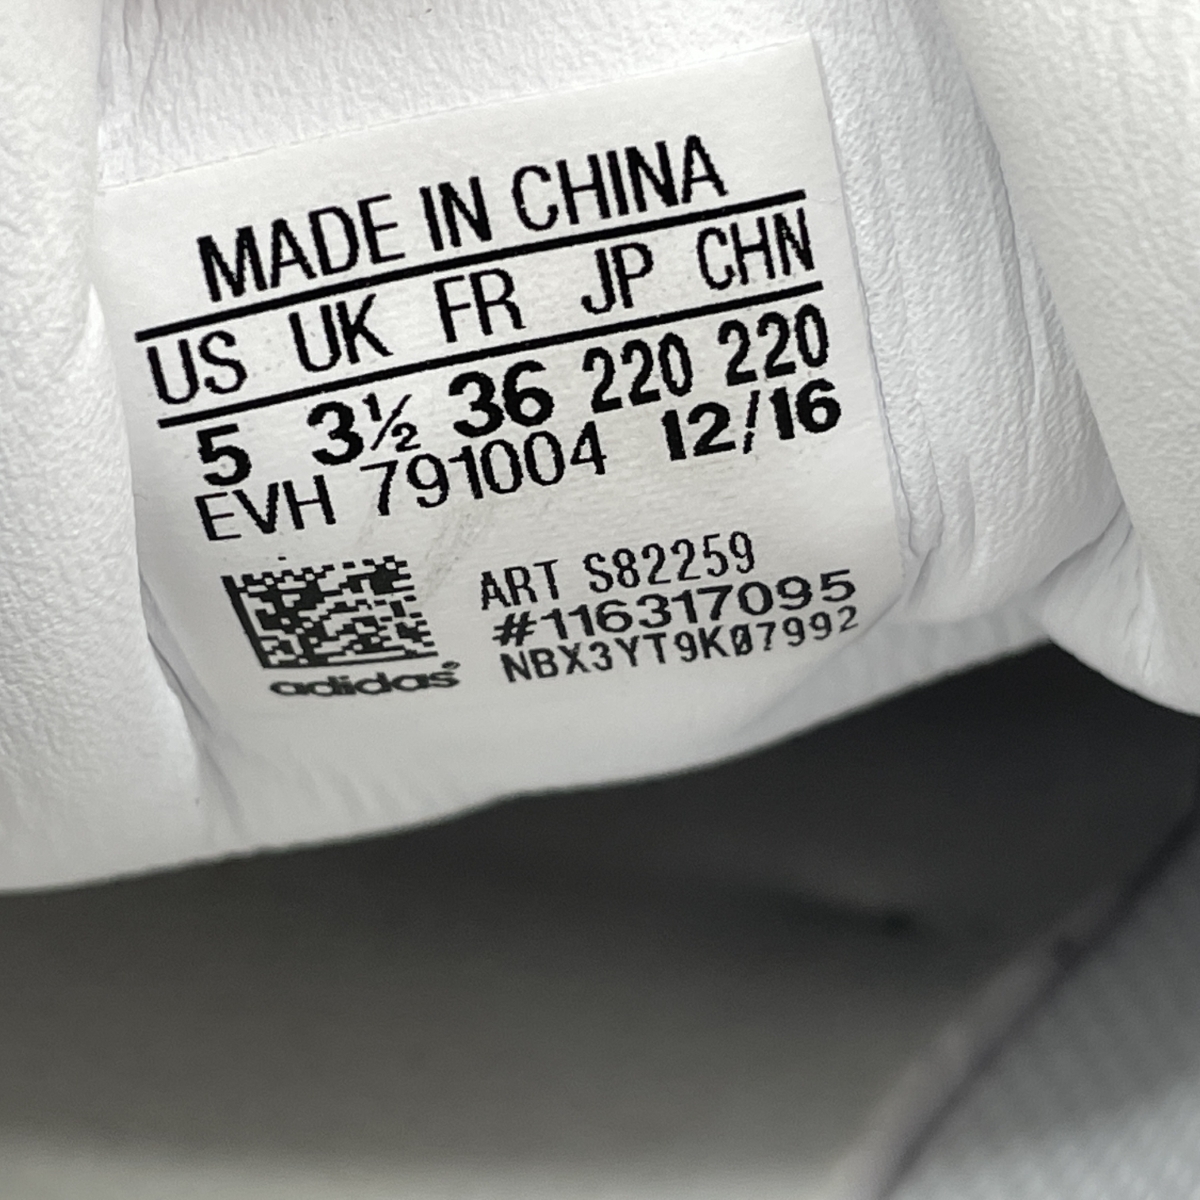 MADE IN CHINA
US UK FR JP CHN
5 3½ 36 220 220
EVH 791004 12/16
ART S82259
#116317095
NBX3YT9K07992
adidas